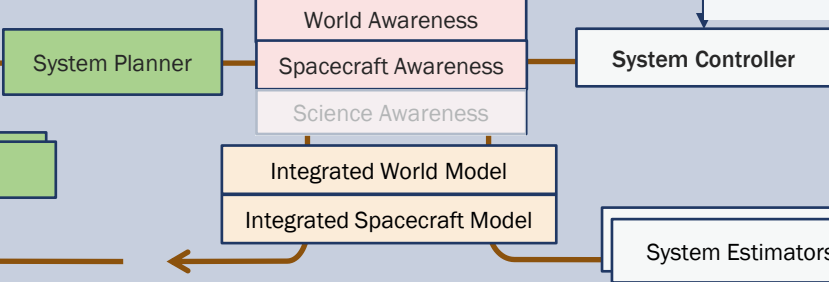 World Awareness
System Planner
Spacecraft Awareness
System Controller
Science Awareness
Integrated World Model
Integrated Spacecraft Model
System Estimators